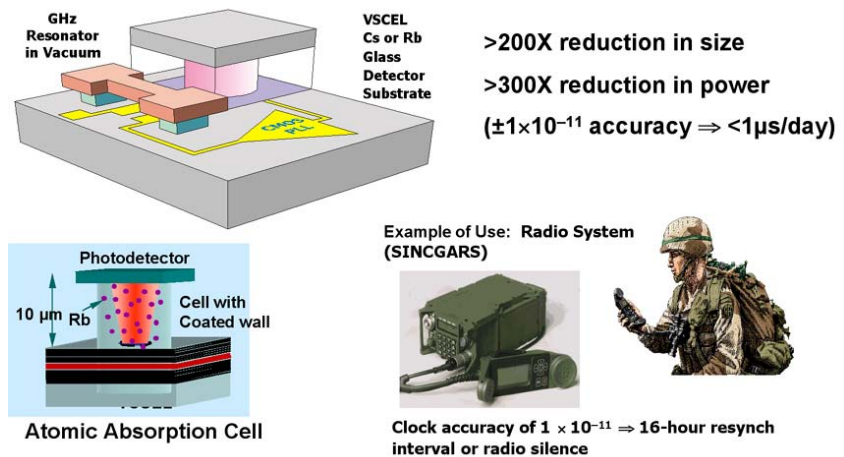 GHz
Resonator
in Vacuum
VSCEL
Cs or Rb
Glass
Detector
Substrate
CMOS
PLL
>200X reduction in size
>300X reduction in power
(±1×10⁻¹¹ accuracy ⇒ <1μs/day)
Photodetector
10 μm
Rb
Cell with
Coated wall
Atomic Absorption Cell
Example of Use: Radio System
(SINCGARS)
Clock accuracy of 1 × 10⁻¹¹ ⇒ 16-hour resynch
interval or radio silence